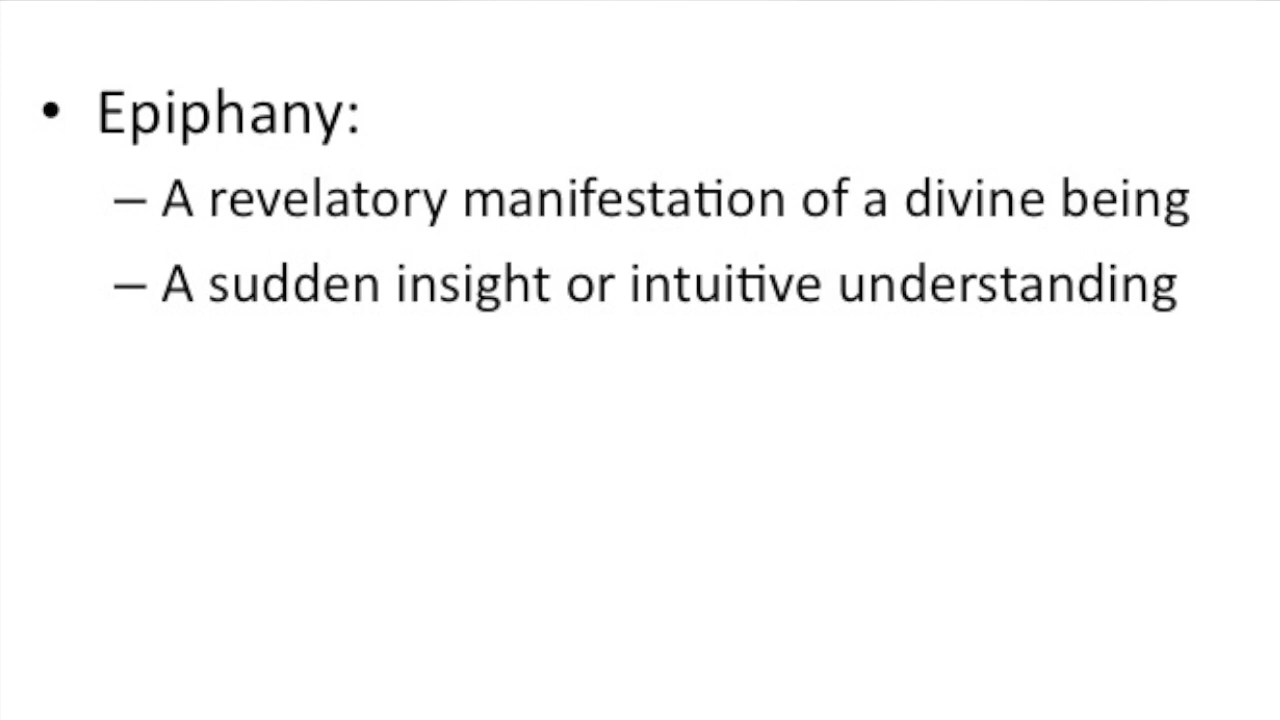 • Epiphany:
– A revelatory manifestation of a divine being
– A sudden insight or intuitive understanding